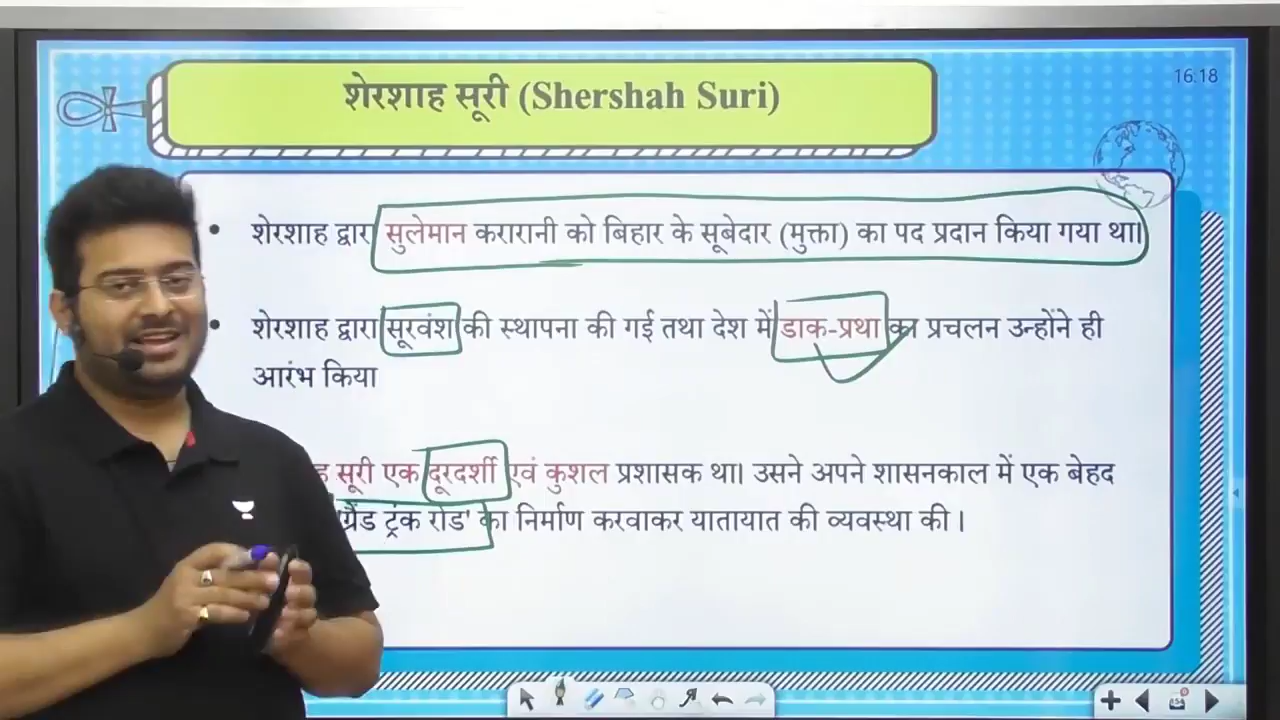 शेरशाह सूरी (Shershah Suri)
16:18
शेरशाह द्वार सुलेमान करारानी को बिहार के सूबेदार (मुक्ता) का पद प्रदान किया गया था।
शेरशाह द्वारा सूरवंश की स्थापना की गई तथा देश में डाक-प्रथा का प्रचलन उन्होंने ही
आरंभ किया
सूरी एक दूरदर्शी एवं कुशल प्रशासक था। उसने अपने शासनकाल में एक बेहद
'ग्रैंड ट्रंक रोड' का निर्माण करवाकर यातायात की व्यवस्था की।